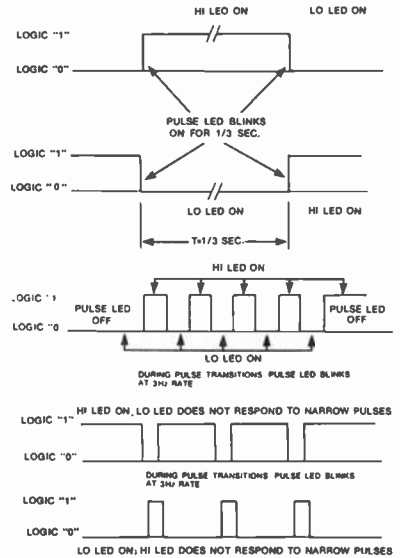 HI LEO ON LO LED ON
LOGIC "1"
LOGIC "0"
PULSE LED BLINKS
ON FOR 1/3 SEC.
LOGIC "1"
LOGIC "0"
LO LED ON HI LED ON
T=1/3 SEC.
HI LED ON
LOGIC "1
PULSE LED
OFF
PULSE LED
OFF
LOGIC "0
LO LED ON
DURING PULSE TRANSITIONS PULSE LED BLINKS
AT 3Hz RATE
HI LED ON, LO LED DOES NOT RESPOND TO NARROW PULSES
LOGIC "1"
LOGIC "0"
DURING PULSE TRANSITIONS PULSE LED BLINKS
AT 3Hz RATE
LOGIC "1"
LOGIC "0"
LO LED ON; HI LED DOES NOT RESPOND TO NARROW PULSES